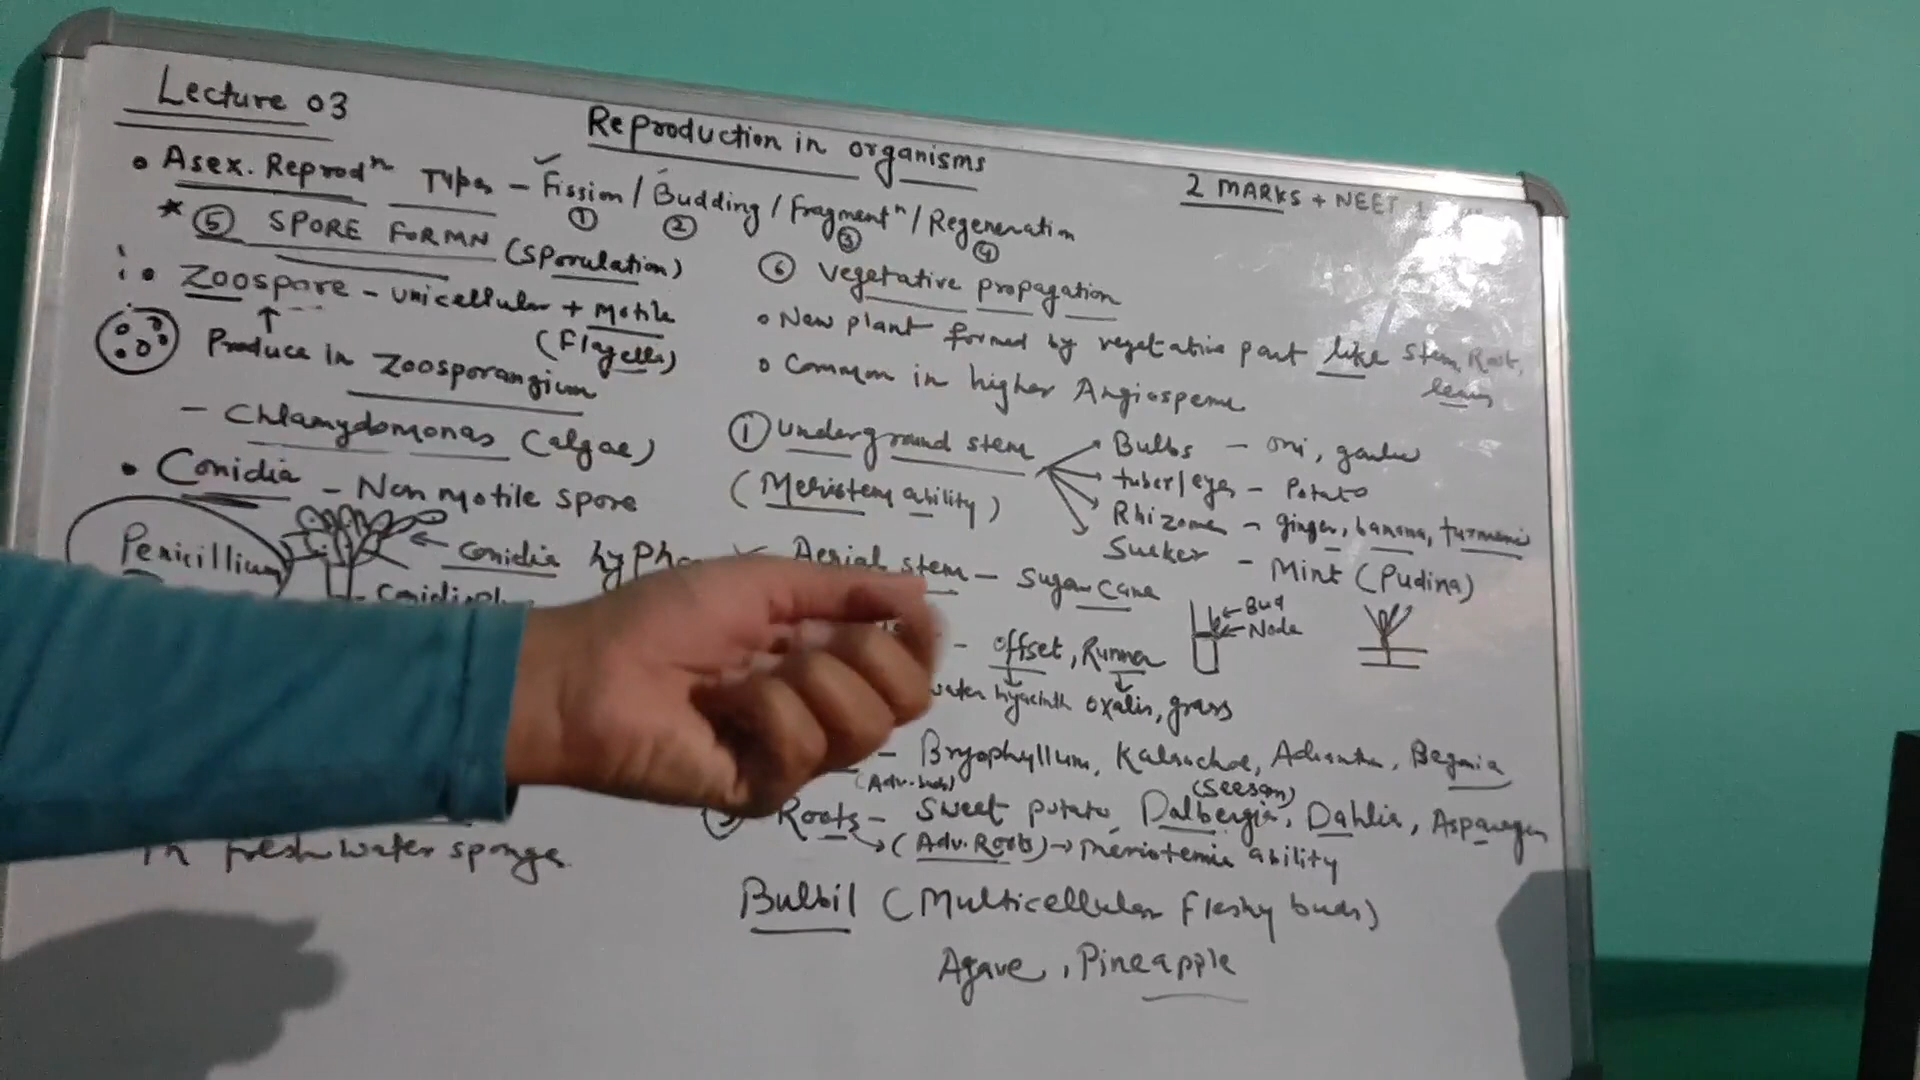 Lecture 03
Reproduction in organisms
2 MARKS + NEET
• Asex. Reprodⁿ Types - Fission / Budding / Fragmentⁿ / Regeneration
① ② ③ ④
* ⑤ SPORE FORMN (Sporulation)
• Zoospore - unicellular + Motile
(Flagella)
Produce in Zoosporangium
- Chlamydomonas (algae)
• Conidia - Non motile spore
Penicillium
conidia
in freshwater sponge
⑥ Vegetative propagation
• New plant formed by vegetative part like Stem, Root,
leaves
• Common in higher Angiosperm
① Underground stem
(Meristem ability)
Bulbs - oni, garlic
tuber/eyes - Potato
Rhizome - ginger, banana, turmeric
Sucker - Mint (Pudina)
Aerial stem - Sugar cane
Bud
Node
- offset, Runner
water hyacinth oxalis, grass
- Bryophyllum, Kalanchoe, Begonia
(Adv. buds)
(Seesam)
Roots - Sweet potato, Dalbergia, Dahlia, Asparagus
(Adv. Roots) → meristemic ability
Bulbil (Multicellular Fleshy buds)
Agave, Pineapple